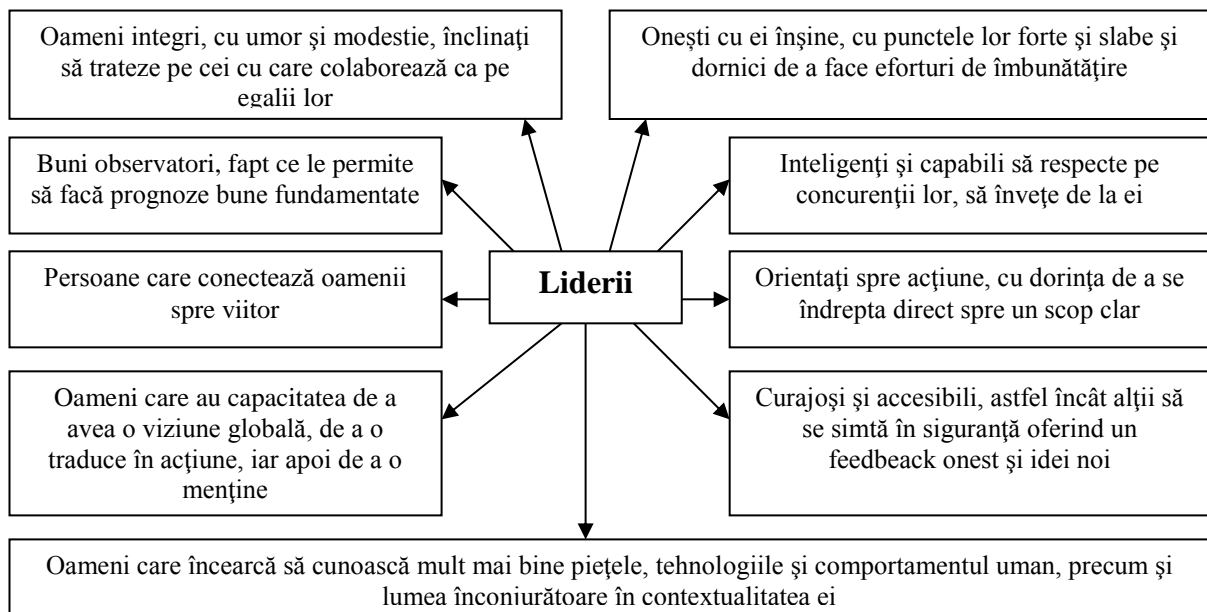 Oameni integri, cu umor şi modestie, înclinaţi
să trateze pe cei cu care colaborează ca pe
egalii lor
Oneşti cu ei înşine, cu punctele lor forte şi slabe şi
dornici de a face eforturi de îmbunătăţire
Buni observatori, fapt ce le permite
să facă prognoze bune fundamentate
Inteligenţi şi capabili să respecte pe
concurenţii lor, să înveţe de la ei
Persoane care conectează oamenii
spre viitor
Liderii
Orientaţi spre acţiune, cu dorinţa de a se
îndrepta direct spre un scop clar
Oameni care au capacitatea de a
avea o viziune globală, de a o
traduce în acţiune, iar apoi de a o
menţine
Curajoşi şi accesibili, astfel încât alţii să
se simtă în siguranţă oferind un
feedbeack onest şi idei noi
Oameni care încearcă să cunoască mult mai bine pieţele, tehnologiile şi comportamentul uman, precum şi
lumea înconjurătoare în contextualitatea ei